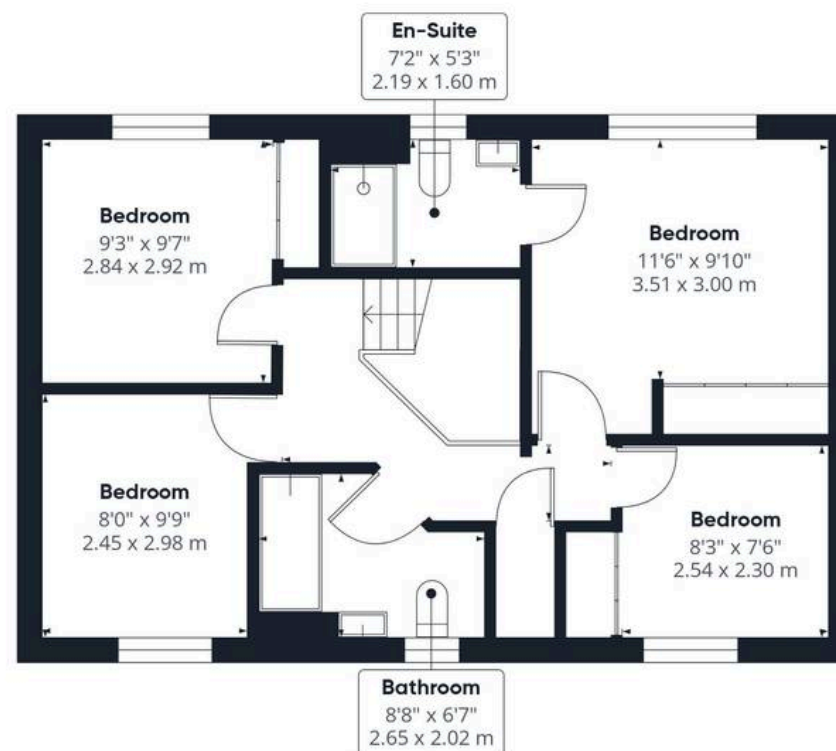 En-Suite
7'2" x 5'3"
2.19 x 1.60 m
Bedroom
9'3" x 9'7"
2.84 x 2.92 m
Bedroom
11'6" x 9'10"
3.51 x 3.00 m
Bedroom
8'0" x 9'9"
2.45 x 2.98 m
Bedroom
8'3" x 7'6"
2.54 x 2.30 m
Bathroom
8'8" x 6'7"
2.65 x 2.02 m